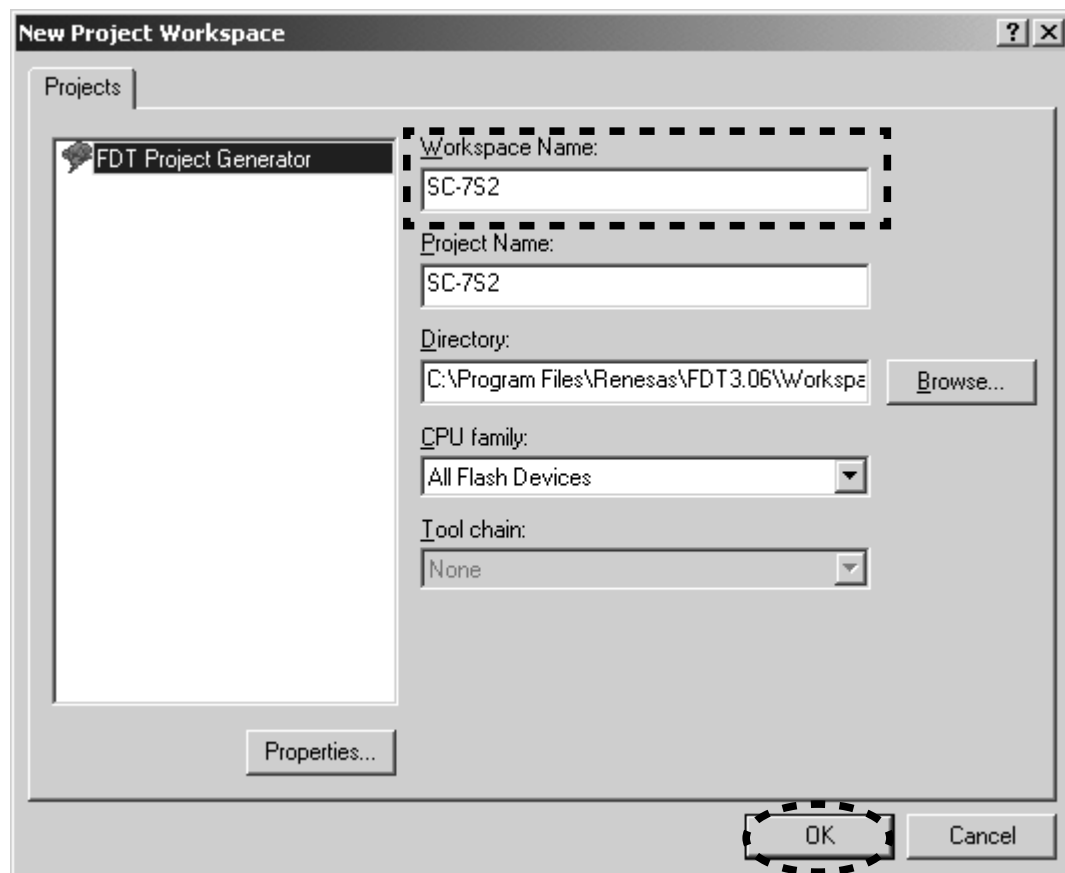 New Project Workspace
Projects
FDT Project Generator
Workspace Name:
SC-7S2
Project Name:
SC-7S2
Directory:
C:\Program Files\Renesas\FDT3.06\Workspa
Browse...
CPU family:
All Flash Devices
Tool chain:
None
Properties...
OK
Cancel